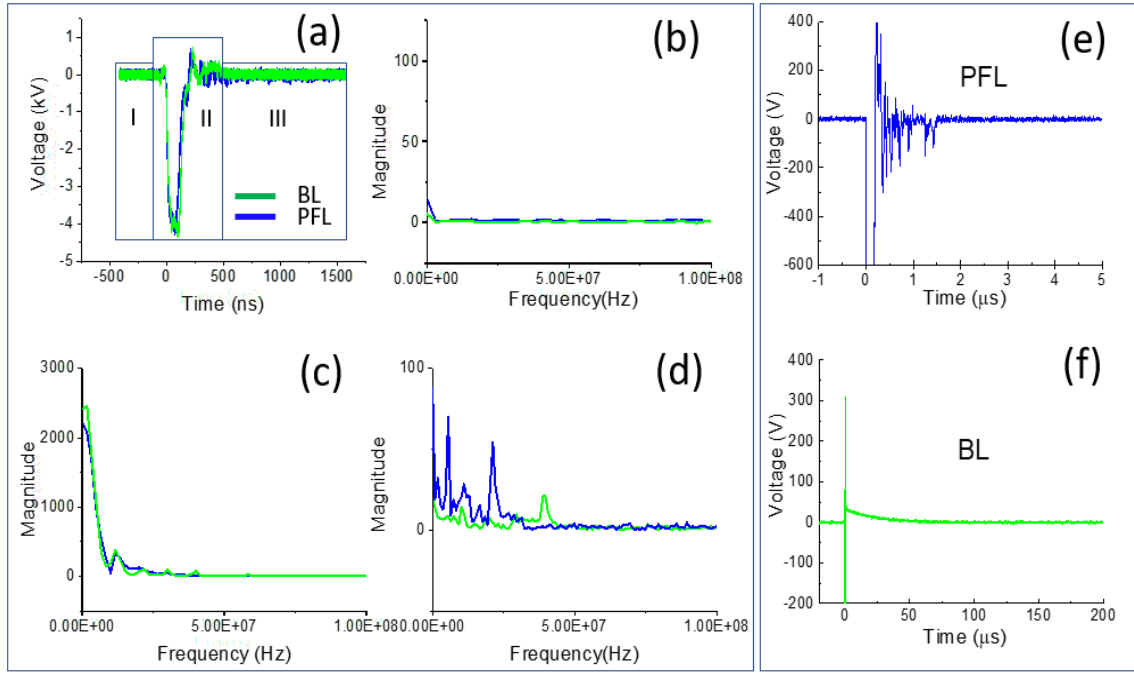 (a)
1
0
-1
-2
-3
-4
-5
Voltage (kV)
I
II
III
BL
PFL
-500
0
500
1000
1500
Time (ns)
(b)
100
50
0
Magnitude
0.00E+00
5.00E+07
1.00E+08
Frequency(Hz)
(c)
3000
2000
1000
0
Magnitude
0.00E+00
5.00E+07
1.00E+08
Frequency (Hz)
(d)
100
0
Magnitude
0.00E+00
5.00E+07
1.00E+08
Frequency(Hz)
(e)
PFL
400
200
0
-200
-400
-600
Voltage (V)
-1
0
1
2
3
4
5
Time (μs)
(f)
BL
400
300
200
100
0
-100
-200
Voltage (V)
0
50
100
150
200
Time (μs)